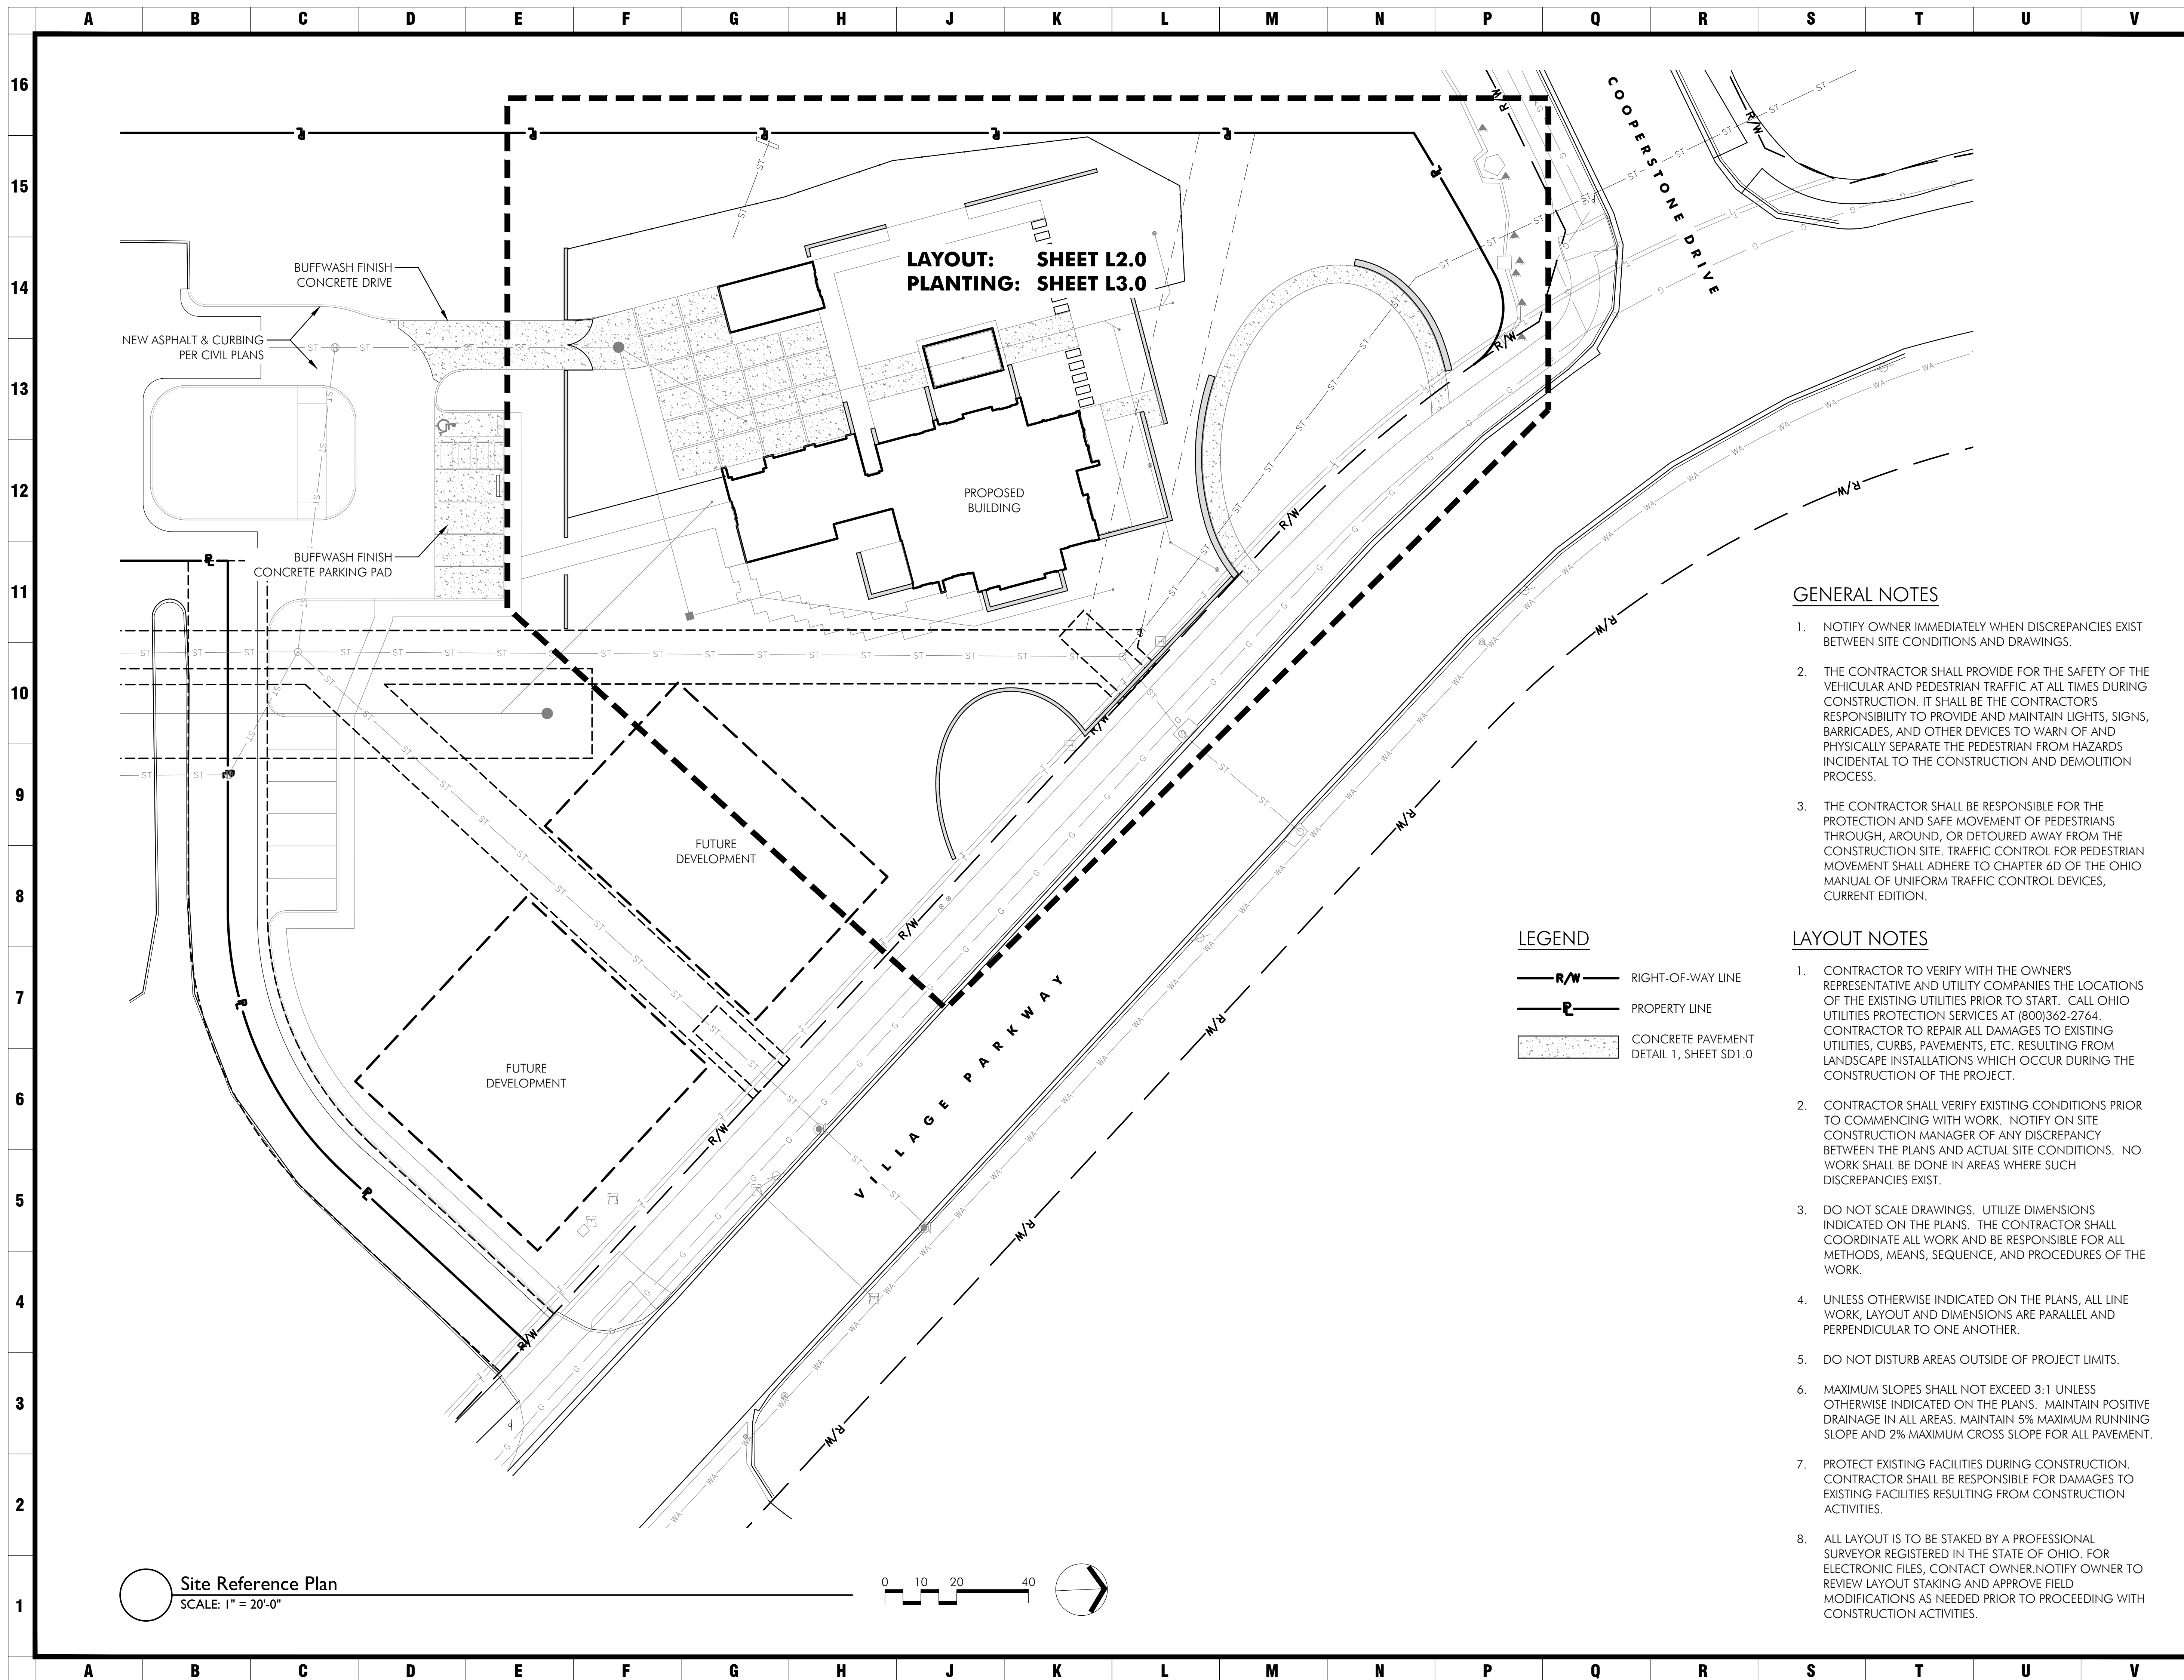 A B C D E F G H J K L M N P Q R S T U V
16
15
14
13
12
11
10
9
8
7
6
5
4
3
2
1
COOPERSTONE DRIVE
LAYOUT: SHEET L2.0
PLANTING: SHEET L3.0
BUFFWASH FINISH
CONCRETE DRIVE
NEW ASPHALT & CURBING
PER CIVIL PLANS
PROPOSED
BUILDING
BUFFWASH FINISH
CONCRETE PARKING PAD
FUTURE
DEVELOPMENT
FUTURE
DEVELOPMENT
VILLAGE PARKWAY
LEGEND
R/W RIGHT-OF-WAY LINE
PL PROPERTY LINE
CONCRETE PAVEMENT
DETAIL 1, SHEET SD1.0
GENERAL NOTES
1. NOTIFY OWNER IMMEDIATELY WHEN DISCREPANCIES EXIST
BETWEEN SITE CONDITIONS AND DRAWINGS.
2. THE CONTRACTOR SHALL PROVIDE FOR THE SAFETY OF THE
VEHICULAR AND PEDESTRIAN TRAFFIC AT ALL TIMES DURING
CONSTRUCTION. IT SHALL BE THE CONTRACTOR'S
RESPONSIBILITY TO PROVIDE AND MAINTAIN LIGHTS, SIGNS,
BARRICADES, AND OTHER DEVICES TO WARN OF AND
PHYSICALLY SEPARATE THE PEDESTRIAN FROM HAZARDS
INCIDENTAL TO THE CONSTRUCTION AND DEMOLITION
PROCESS.
3. THE CONTRACTOR SHALL BE RESPONSIBLE FOR THE
PROTECTION AND SAFE MOVEMENT OF PEDESTRIANS
THROUGH, AROUND, OR DETOURED AWAY FROM THE
CONSTRUCTION SITE. TRAFFIC CONTROL FOR PEDESTRIAN
MOVEMENT SHALL ADHERE TO CHAPTER 6D OF THE OHIO
MANUAL OF UNIFORM TRAFFIC CONTROL DEVICES,
CURRENT EDITION.
LAYOUT NOTES
1. CONTRACTOR TO VERIFY WITH THE OWNER'S
REPRESENTATIVE AND UTILITY COMPANIES THE LOCATIONS
OF THE EXISTING UTILITIES PRIOR TO START. CALL OHIO
UTILITIES PROTECTION SERVICES AT (800)362-2764.
CONTRACTOR TO REPAIR ALL DAMAGES TO EXISTING
UTILITIES, CURBS, PAVEMENTS, ETC. RESULTING FROM
LANDSCAPE INSTALLATIONS WHICH OCCUR DURING THE
CONSTRUCTION OF THE PROJECT.
2. CONTRACTOR SHALL VERIFY EXISTING CONDITIONS PRIOR
TO COMMENCING WITH WORK. NOTIFY ON SITE
CONSTRUCTION MANAGER OF ANY DISCREPANCY
BETWEEN THE PLANS AND ACTUAL SITE CONDITIONS. NO
WORK SHALL BE DONE IN AREAS WHERE SUCH
DISCREPANCIES EXIST.
3. DO NOT SCALE DRAWINGS. UTILIZE DIMENSIONS
INDICATED ON THE PLANS. THE CONTRACTOR SHALL
COORDINATE ALL WORK AND BE RESPONSIBLE FOR ALL
METHODS, MEANS, SEQUENCE, AND PROCEDURES OF THE
WORK.
4. UNLESS OTHERWISE INDICATED ON THE PLANS, ALL LINE
WORK, LAYOUT AND DIMENSIONS ARE PARALLEL AND
PERPENDICULAR TO ONE ANOTHER.
5. DO NOT DISTURB AREAS OUTSIDE OF PROJECT LIMITS.
6. MAXIMUM SLOPES SHALL NOT EXCEED 3:1 UNLESS
OTHERWISE INDICATED ON THE PLANS. MAINTAIN POSITIVE
DRAINAGE IN ALL AREAS. MAINTAIN 5% MAXIMUM RUNNING
SLOPE AND 2% MAXIMUM CROSS SLOPE FOR ALL PAVEMENT.
7. PROTECT EXISTING FACILITIES DURING CONSTRUCTION.
CONTRACTOR SHALL BE RESPONSIBLE FOR DAMAGES TO
EXISTING FACILITIES RESULTING FROM CONSTRUCTION
ACTIVITIES.
8. ALL LAYOUT IS TO BE STAKED BY A PROFESSIONAL
SURVEYOR REGISTERED IN THE STATE OF OHIO. FOR
ELECTRONIC FILES, CONTACT OWNER.NOTIFY OWNER TO
REVIEW LAYOUT STAKING AND APPROVE FIELD
MODIFICATIONS AS NEEDED PRIOR TO PROCEEDING WITH
CONSTRUCTION ACTIVITIES.
Site Reference Plan
SCALE: 1" = 20'-0"
0 10 20 40
A B C D E F G H J K L M N P Q R S T U V